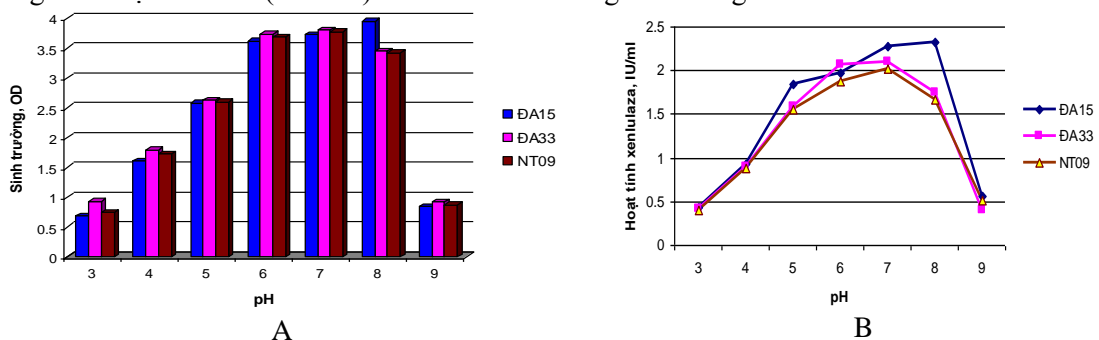 Sinh trưởng, OD
4
3.5
3
2.5
2
1.5
1
0.5
0
3 4 5 6 7 8 9
pH
ĐA15
ĐA33
NT09
A
Hoạt tính xenlulaza, IU/ml
2.5
2
1.5
1
0.5
0
3 4 5 6 7 8 9
pH
ĐA15
ĐA33
NT09
B